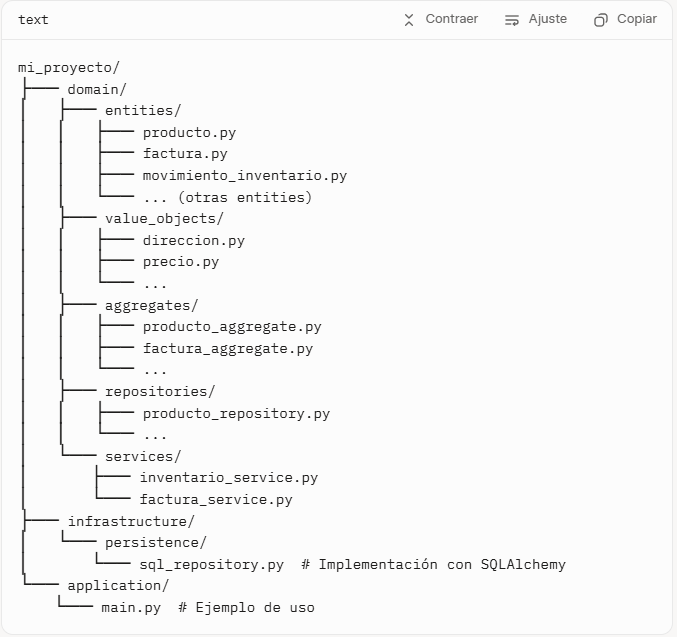 text Contraer Ajuste Copiar
mi_proyecto/
├── domain/
│   ├── entities/
│   │   ├── producto.py
│   │   ├── factura.py
│   │   ├── movimiento_inventario.py
│   │   └── ... (otras entities)
│   ├── value_objects/
│   │   ├── direccion.py
│   │   ├── precio.py
│   │   └── ...
│   ├── aggregates/
│   │   ├── producto_aggregate.py
│   │   ├── factura_aggregate.py
│   │   └── ...
│   ├── repositories/
│   │   ├── producto_repository.py
│   │   └── ...
│   └── services/
│       ├── inventario_service.py
│       └── factura_service.py
├── infrastructure/
│   └── persistence/
│       └── sql_repository.py  # Implementación con SQLAlchemy
└── application/
    └── main.py  # Ejemplo de uso